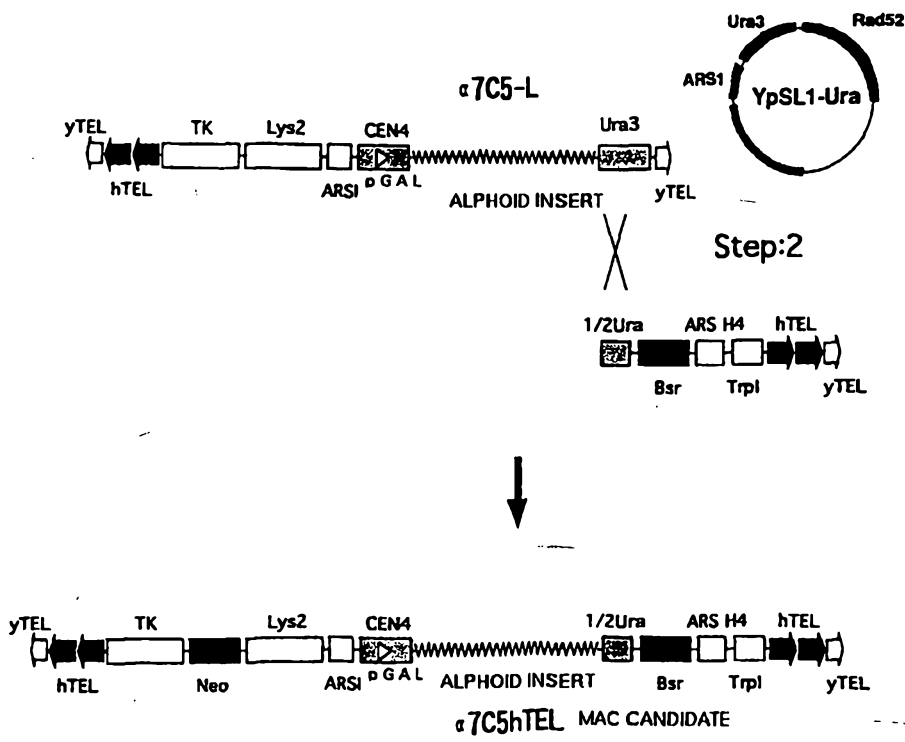 Ura3 Rad52
ARS1
YpSL1-Ura
α7C5-L
yTEL TK Lys2 CEN4 Ura3
hTEL ARSI pGAL ALPHOID INSERT yTEL
Step:2
1/2Ura ARS H4 hTEL
Bsr TrpI yTEL
yTEL TK Lys2 CEN4 1/2Ura ARS H4 hTEL
hTEL Neo ARSI pGAL ALPHOID INSERT Bsr TrpI yTEL
α7C5hTEL MAC CANDIDATE